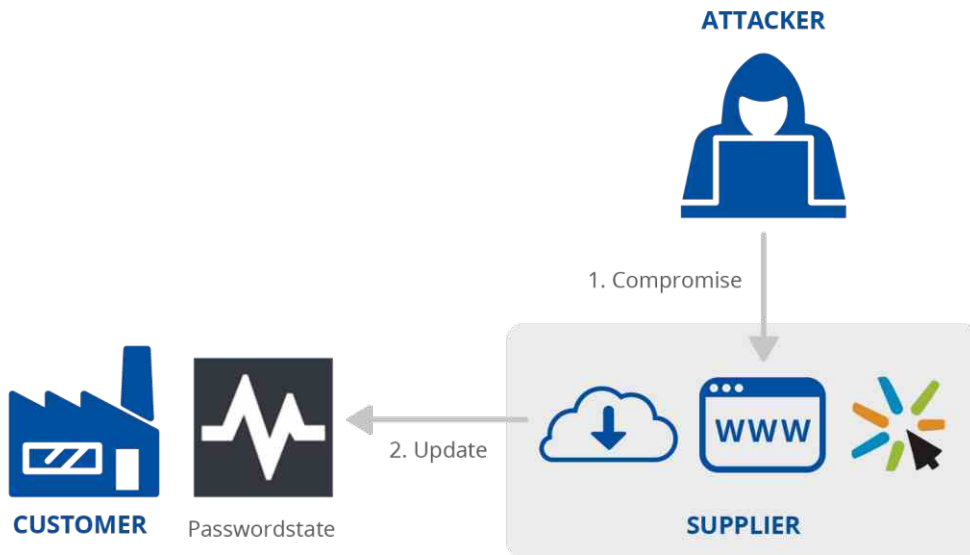 ATTACKER
1. Compromise
WWW
2. Update
CUSTOMER
Passwordstate
SUPPLIER